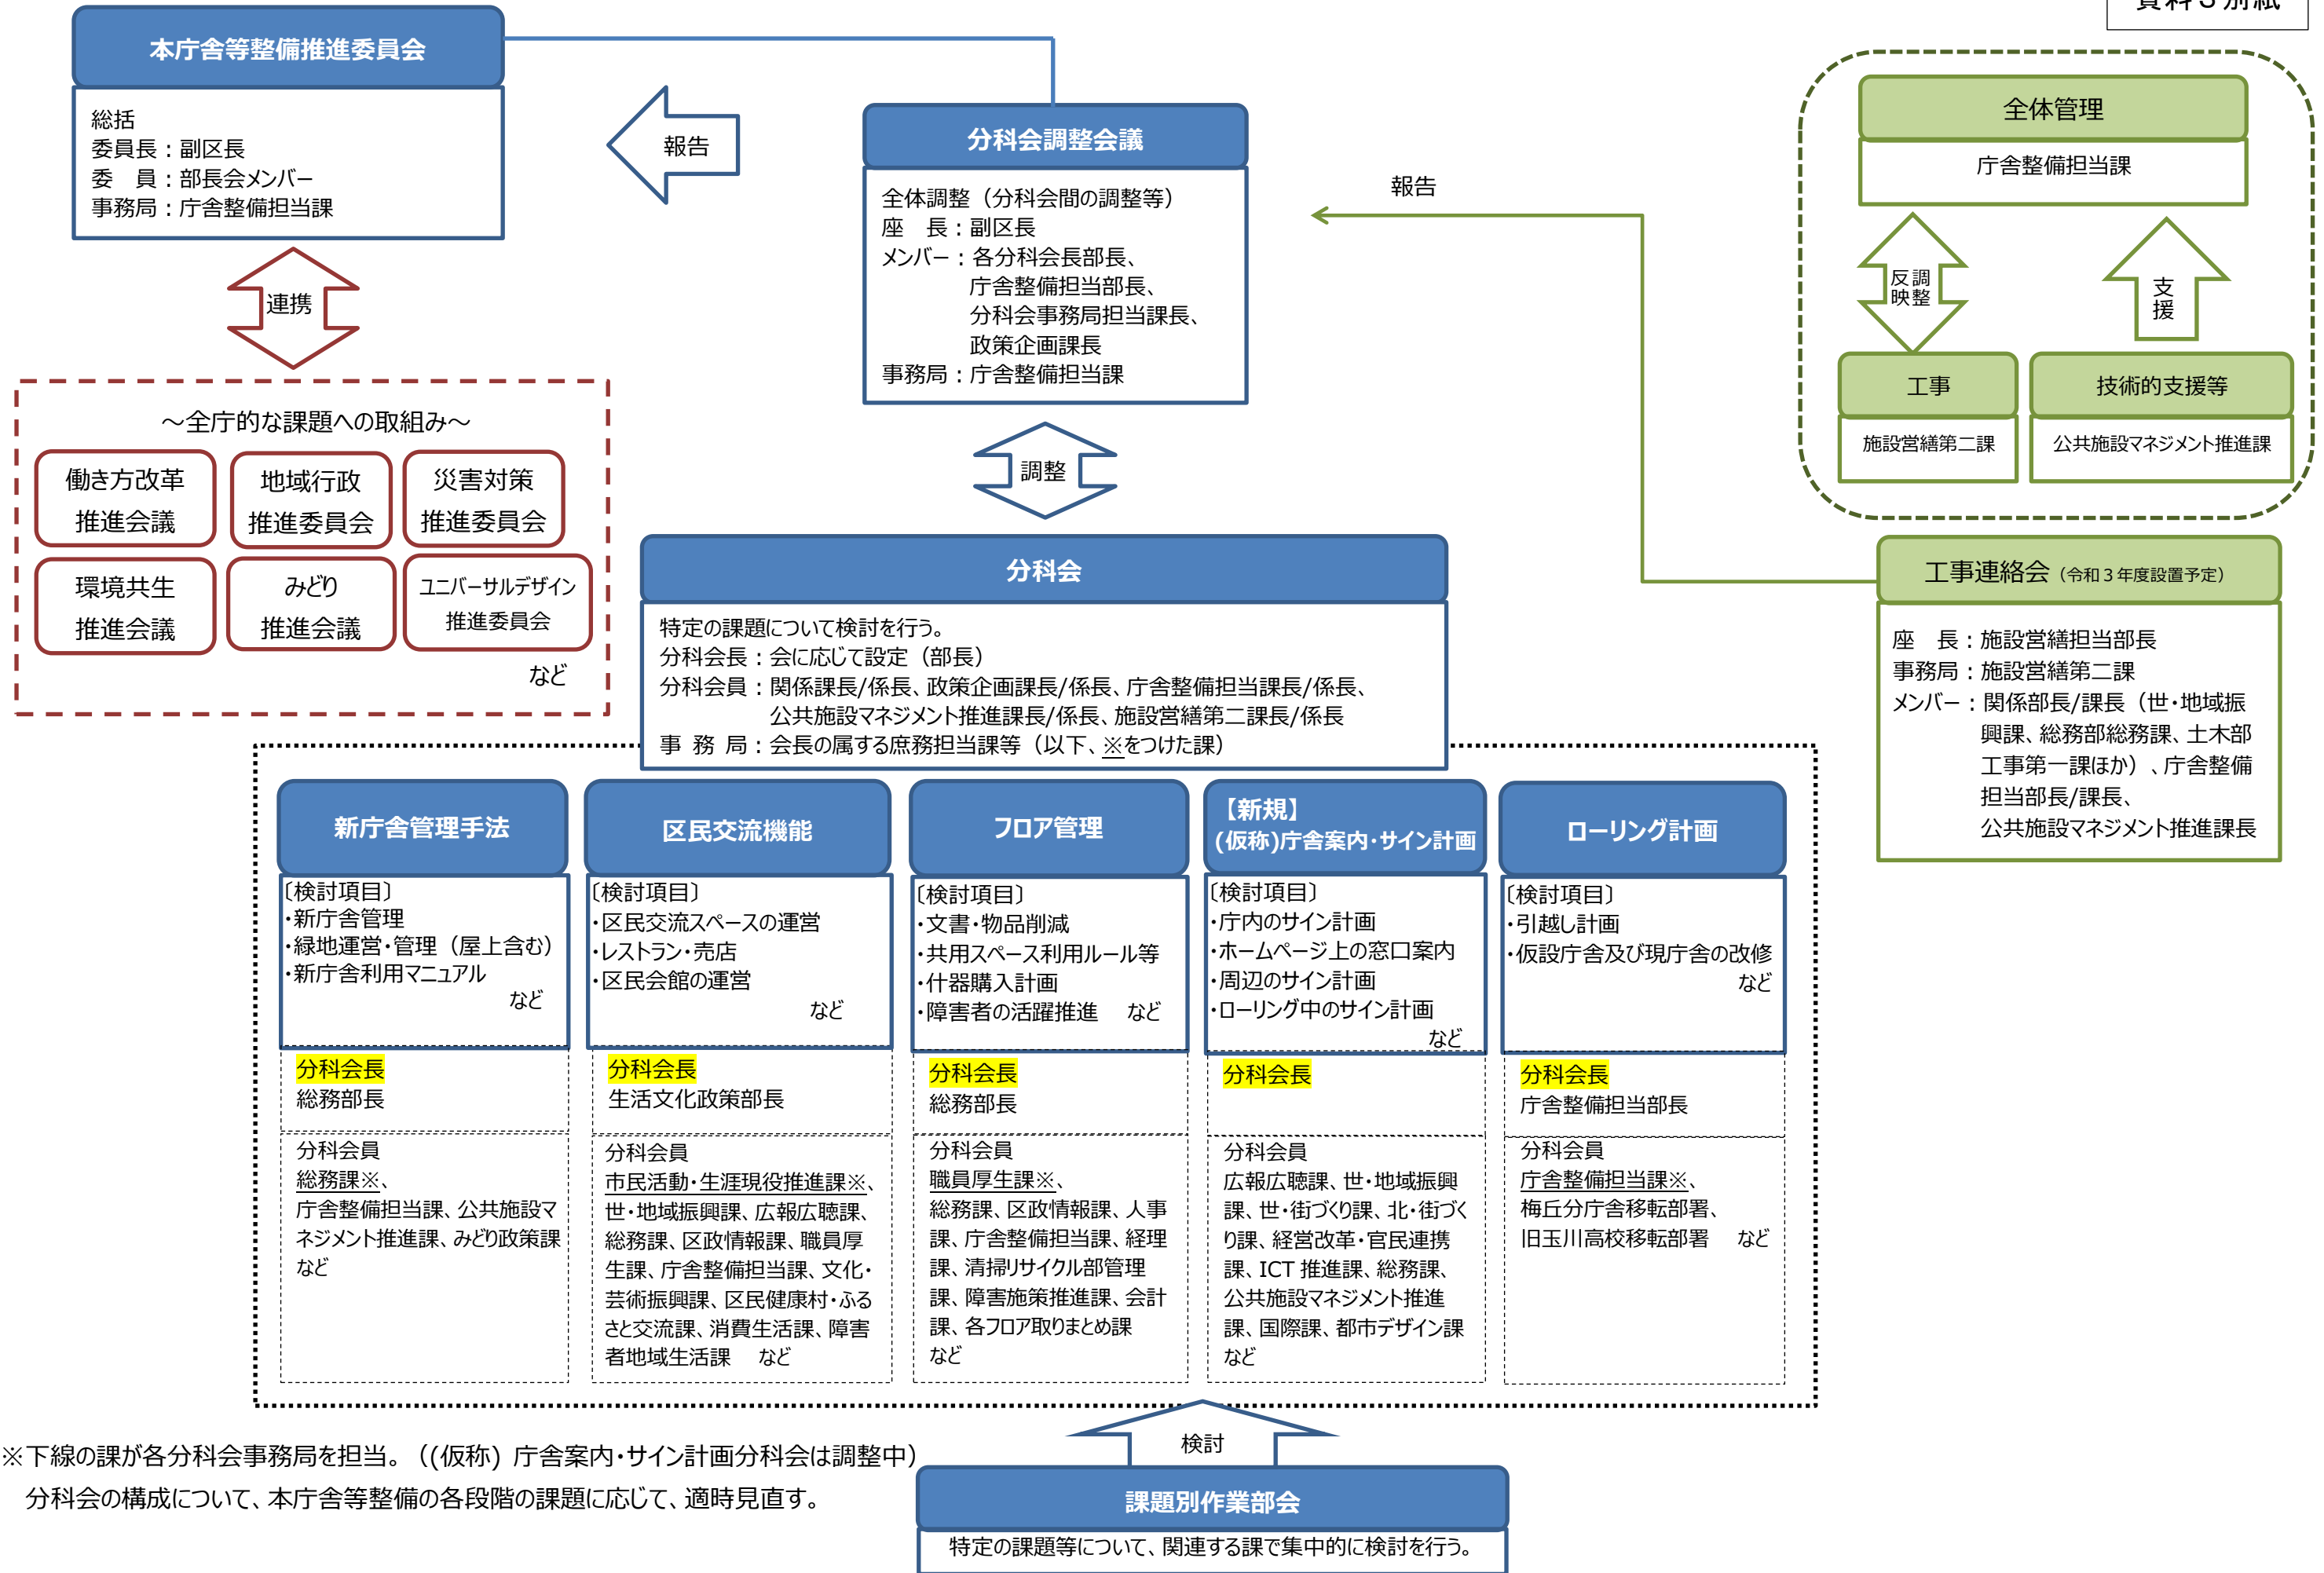 資料３別紙
本庁舎等整備推進委員会
総括
委員長：副区長
委　員：部長会メンバー
事務局：庁舎整備担当課
報告
分科会調整会議
全体調整（分科会間の調整等）
座　長：副区長
メンバー：各分科会長部長、
庁舎整備担当部長、
分科会事務局担当課長、
政策企画課長
事務局：庁舎整備担当課
報告
全体管理
庁舎整備担当課
調整
反映
支援
工事
施設営繕第二課
技術的支援等
公共施設マネジメント推進課
連携
～全庁的な課題への取組み～
働き方改革
推進会議
地域行政
推進委員会
災害対策
推進委員会
環境共生
推進会議
みどり
推進会議
ユニバーサルデザイン
推進委員会
など
調整
分科会
特定の課題について検討を行う。
分科会長：会に応じて設定（部長）
分科会員：関係課長/係長、政策企画課長/係長、庁舎整備担当課長/係長、
公共施設マネジメント推進課長/係長、施設営繕第二課長/係長
事 務 局：会長の属する庶務担当課等（以下、※をつけた課）
工事連絡会（令和３年度設置予定）
座　長：施設営繕担当部長
事務局：施設営繕第二課
メンバー：関係部長/課長（世・地域振
興課、総務部総務課、土木部
工事第一課ほか）、庁舎整備
担当部長/課長、
公共施設マネジメント推進課長
新庁舎管理手法
〔検討項目〕
・新庁舎管理
・緑地運営・管理（屋上含む）
・新庁舎利用マニュアル
など
分科会長
総務部長
分科会員
総務課※、
庁舎整備担当課、公共施設マ
ネジメント推進課、みどり政策課
など
区民交流機能
〔検討項目〕
・区民交流スペースの運営
・レストラン・売店
・区民会館の運営
など
分科会長
生活文化政策部長
分科会員
市民活動・生涯現役推進課※、
世・地域振興課、広報広聴課、
総務課、区政情報課、職員厚
生課、庁舎整備担当課、文化・
芸術振興課、区民健康村・ふる
さと交流課、消費生活課、障害
者地域生活課　など
フロア管理
〔検討項目〕
・文書・物品削減
・共用スペース利用ルール等
・什器購入計画
・障害者の活躍推進　など
分科会長
総務部長
分科会員
職員厚生課※、
総務課、区政情報課、人事
課、庁舎整備担当課、経理
課、清掃リサイクル部管理
課、障害施策推進課、会計
課、各フロア取りまとめ課
など
【新規】
(仮称)庁舎案内・サイン計画
〔検討項目〕
・庁内のサイン計画
・ホームページ上の窓口案内
・周辺のサイン計画
・ローリング中のサイン計画
など
分科会長
分科会員
広報広聴課、世・地域振興
課、世・街づくり課、北・街づく
り課、経営改革・官民連携
課、ICT 推進課、総務課、
公共施設マネジメント推進
課、国際課、都市デザイン課
など
ローリング計画
〔検討項目〕
・引越し計画
・仮設庁舎及び現庁舎の改修
など
分科会長
庁舎整備担当部長
分科会員
庁舎整備担当課※、
梅丘分庁舎移転部署、
旧玉川高校移転部署　など
※下線の課が各分科会事務局を担当。（(仮称) 庁舎案内・サイン計画分科会は調整中）
分科会の構成について、本庁舎等整備の各段階の課題に応じて、適時見直す。
検討
課題別作業部会
特定の課題等について、関連する課で集中的に検討を行う。